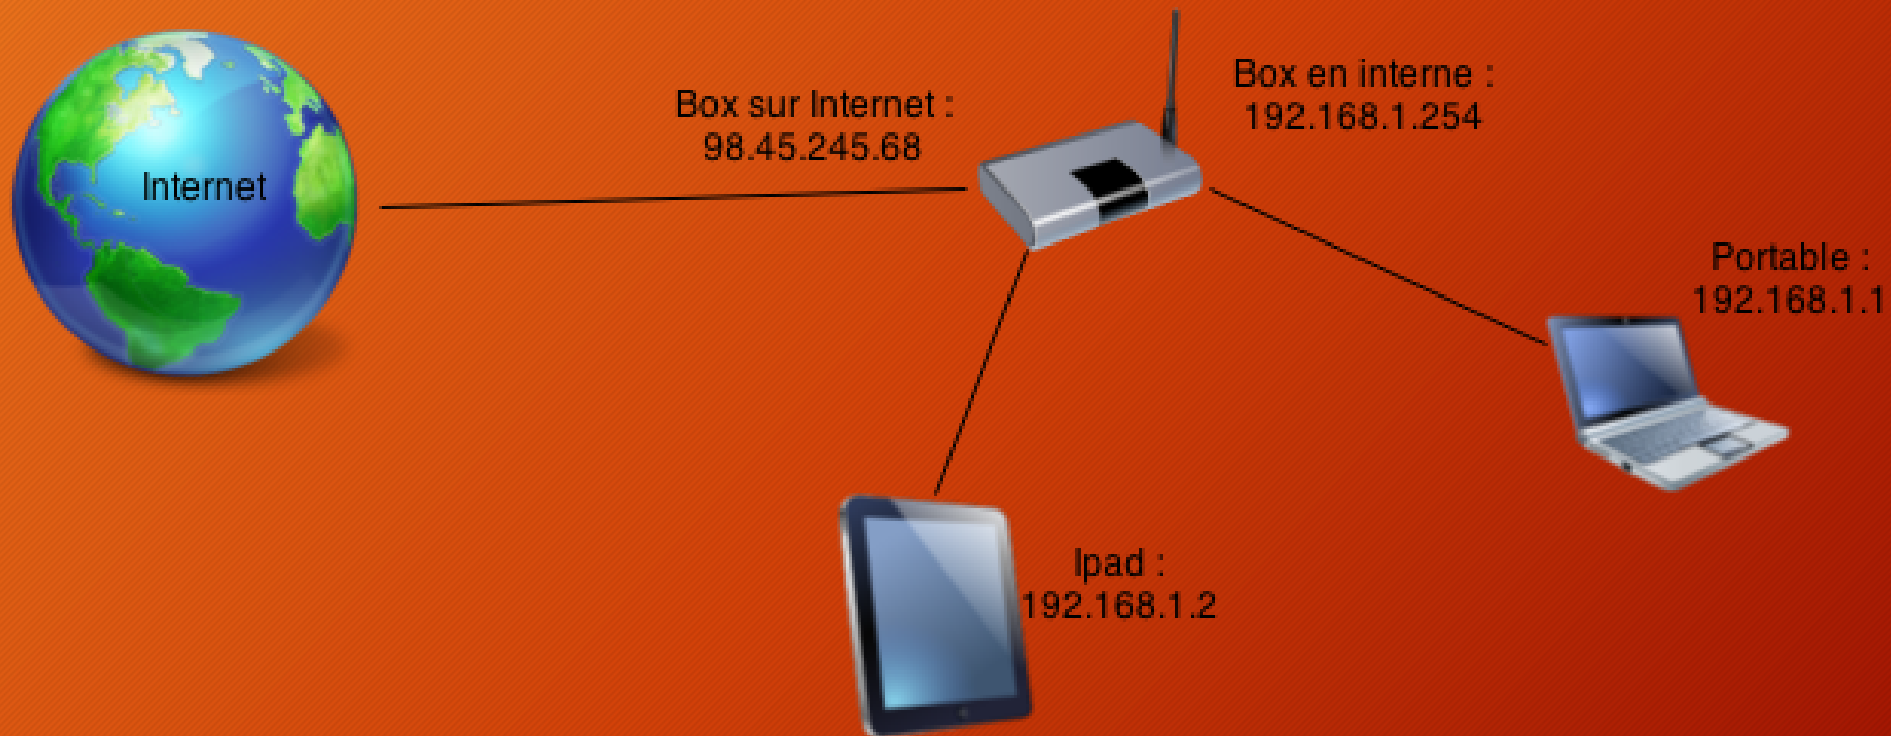 Internet
Box sur Internet :
98.45.245.68
Box en interne :
192.168.1.254
Portable :
192.168.1.1
Ipad :
192.168.1.2